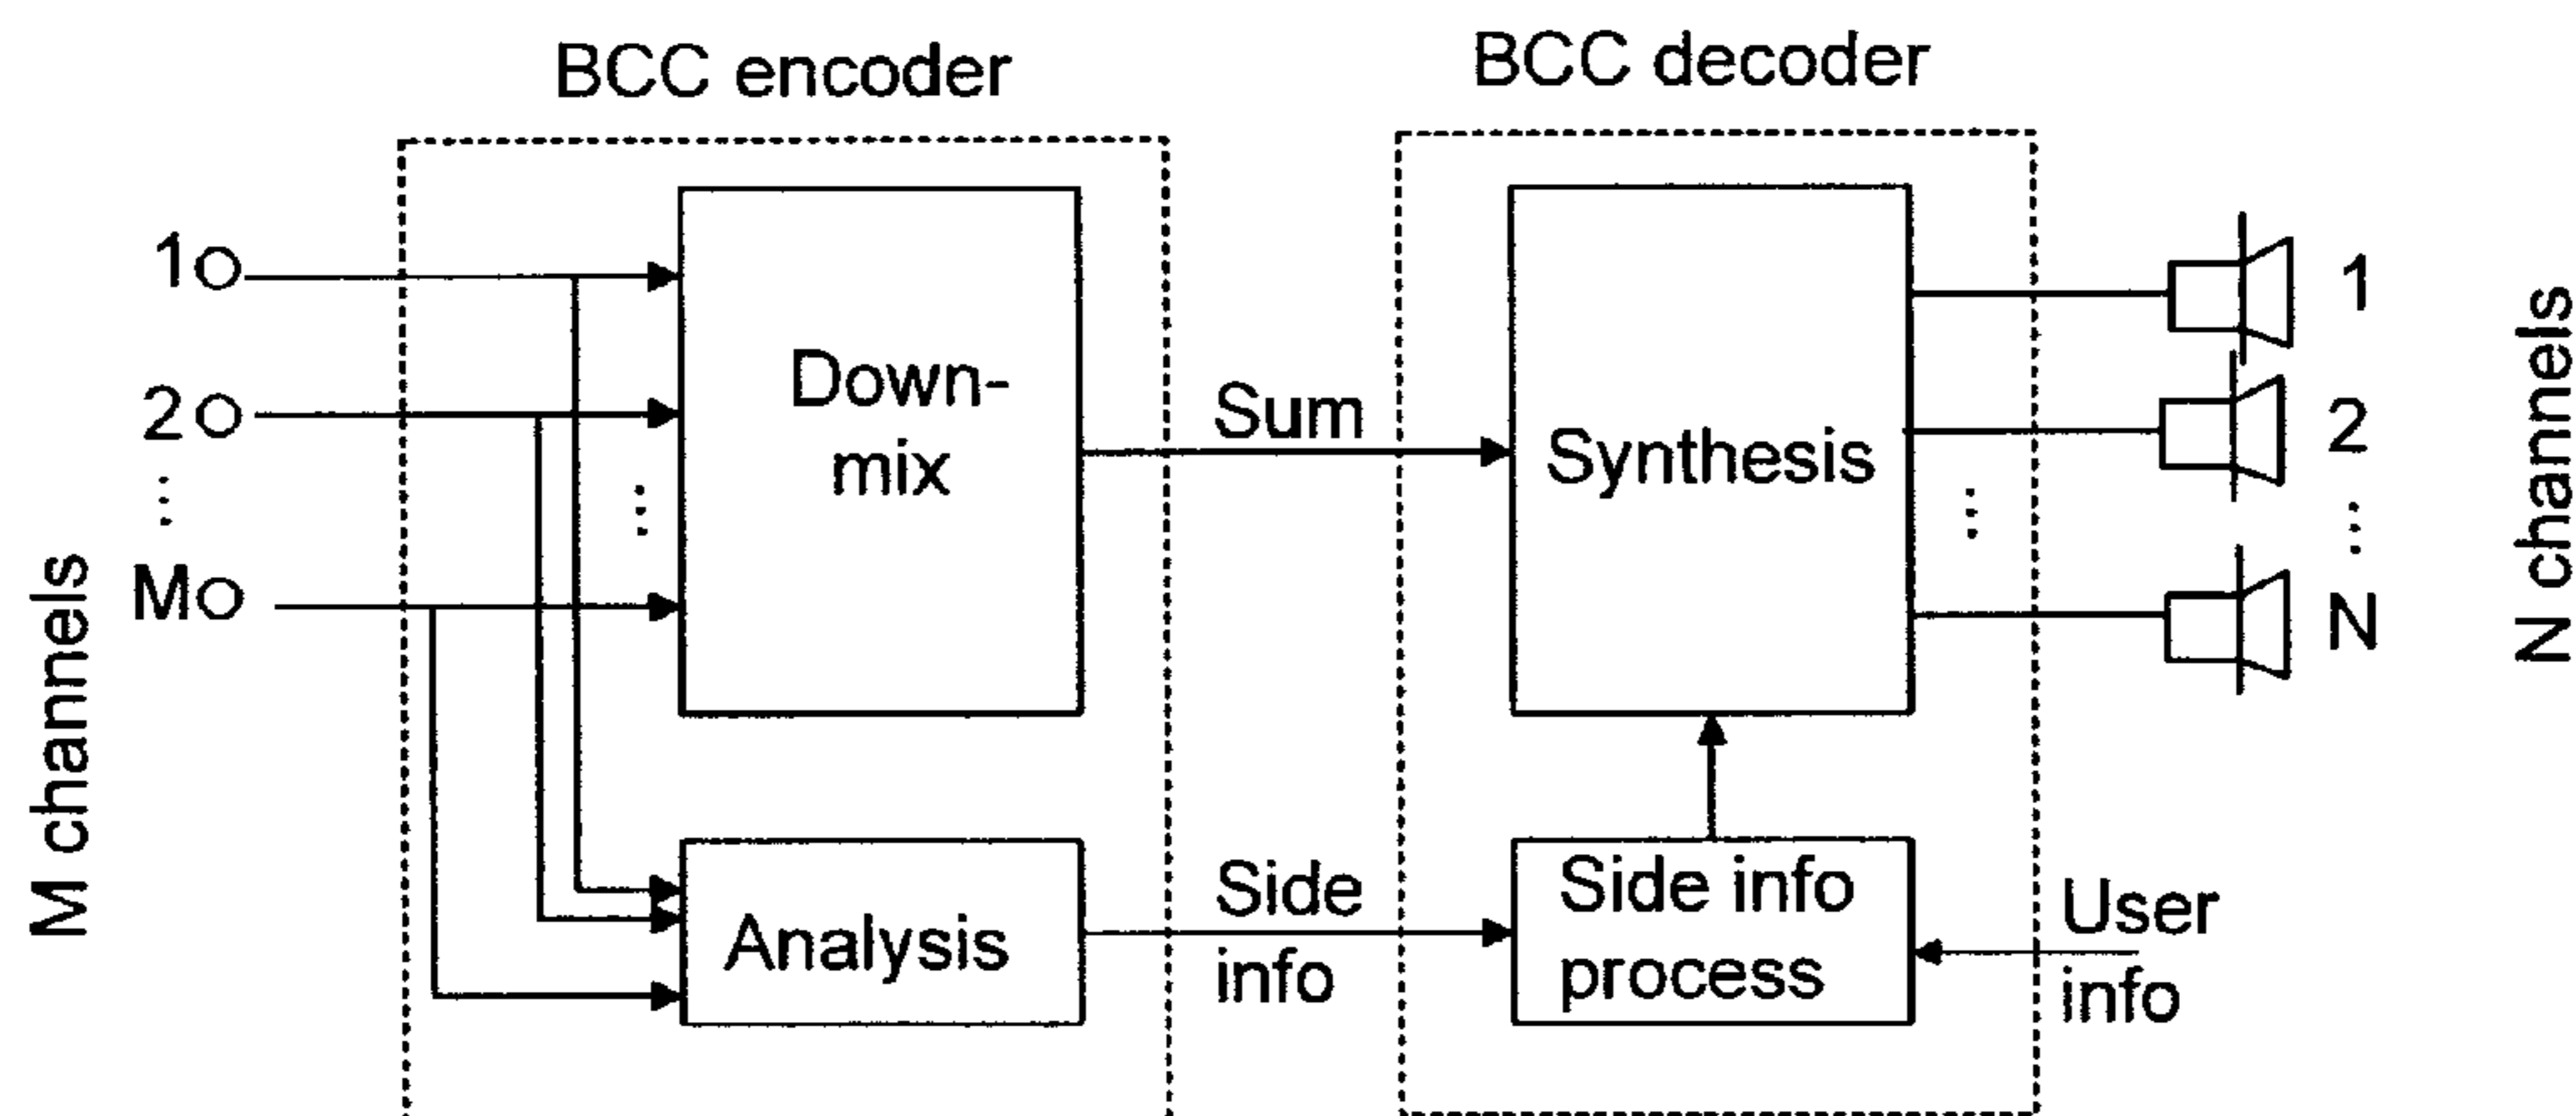 BCC encoder
BCC decoder
1
2
...
M
M channels
Down-
mix
...
Analysis
Sum
Side
info
Synthesis
...
Side info
process
User
info
1
2
...
N
N channels